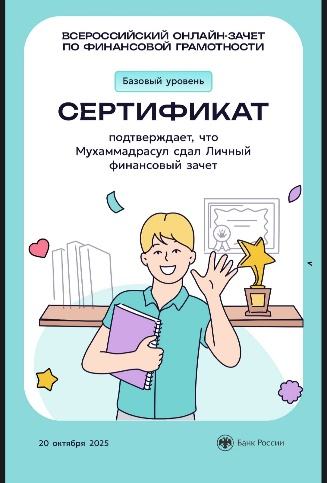 ВСЕРОССИЙСКИЙ ОНЛАЙН-ЗАЧЕТ
ПО ФИНАНСОВОЙ ГРАМОТНОСТИ
Базовый уровень
СЕРТИФИКАТ
подтверждает, что
Мухаммадрасул сдал Личный
финансовый зачет
20 октября 2025
Банк России